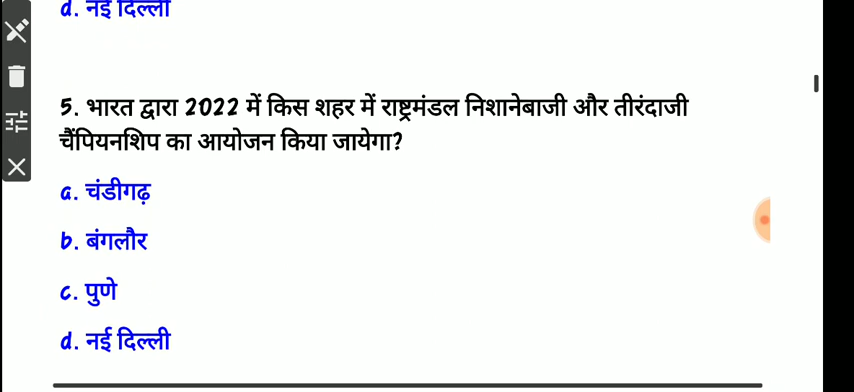 d. नई दिल्ली
5. भारत द्वारा 2022 में किस शहर में राष्ट्रमंडल निशानेबाजी और तीरंदाजी
चैंपियनशिप का आयोजन किया जायेगा?
a. चंडीगढ़
b. बंगलौर
c. पुणे
d. नई दिल्ली